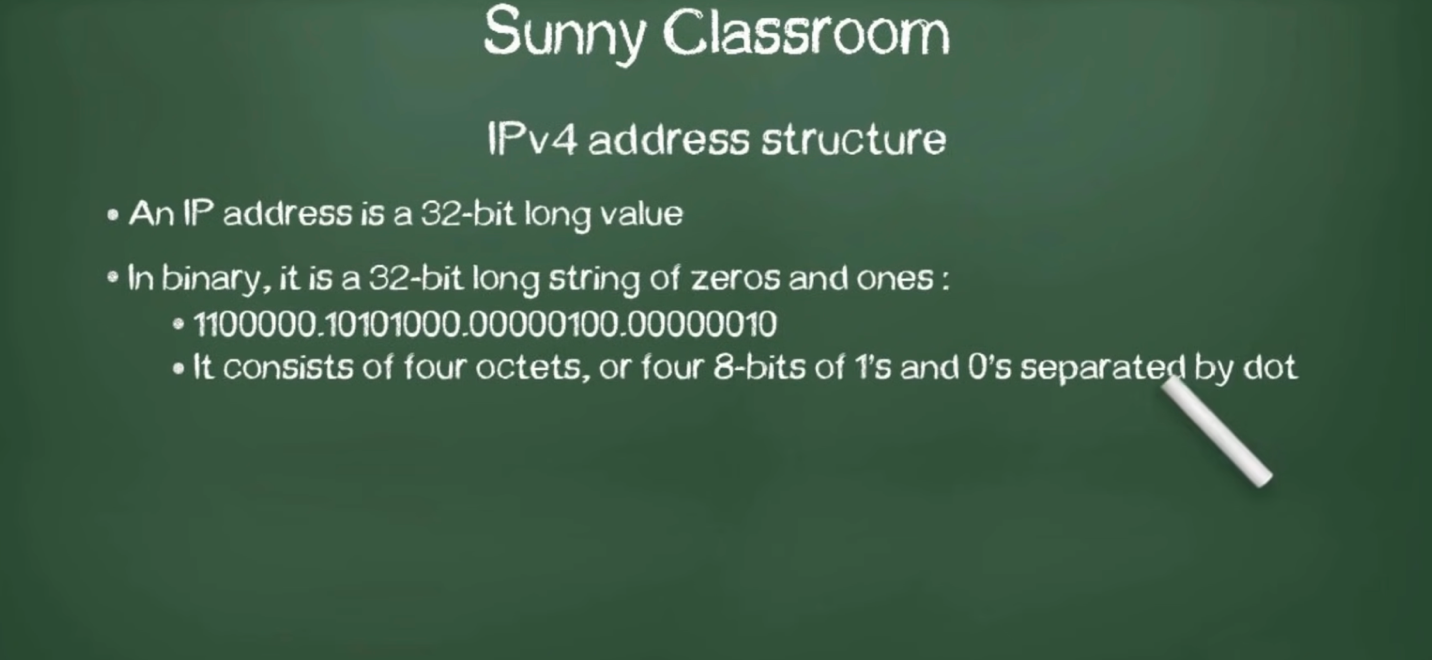 Sunny Classroom
IPv4 address structure
• An IP address is a 32-bit long value
• In binary, it is a 32-bit long string of zeros and ones :
• 1100000.10101000.00000100.00000010
• It consists of four octets, or four 8-bits of 1's and 0's separated by dot